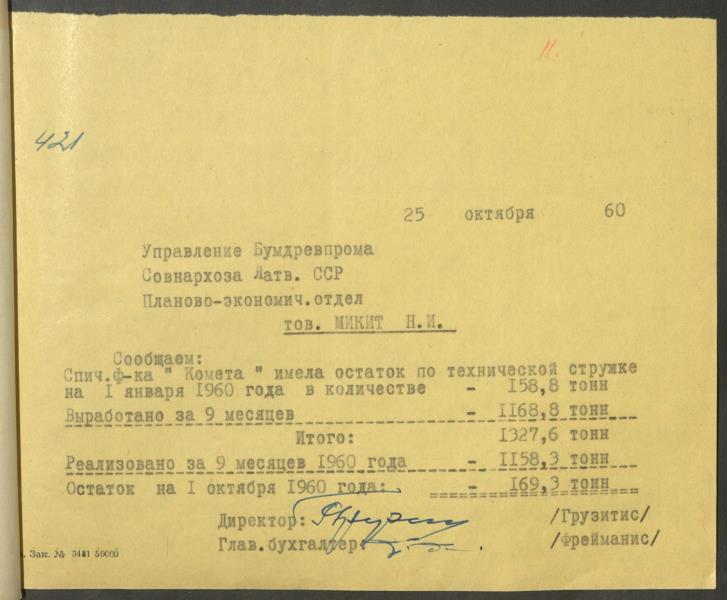 11.
421
25 октября 60
Управление Бумдревпрома
Совнархоза Латв. ССР
Планово-экономич.отдел
тов. МИКИТ Н.И.
Сообщаем:
Спич.ф-ка " Комета " имела остаток по технической стружке
на I января I960 года в количестве - I58,8 тонн
Выработано за 9 месяцев - II68,8 тонн
Итого: I327,6 тонн
Реализовано за 9 месяцев I960 года - II58,3 тонн
Остаток на I октября I960 года: - I69,3 тонн
Директор: /Грузитис/
Глав.бухгалтер: /Фрейманис/
Зак. № 3481 50000